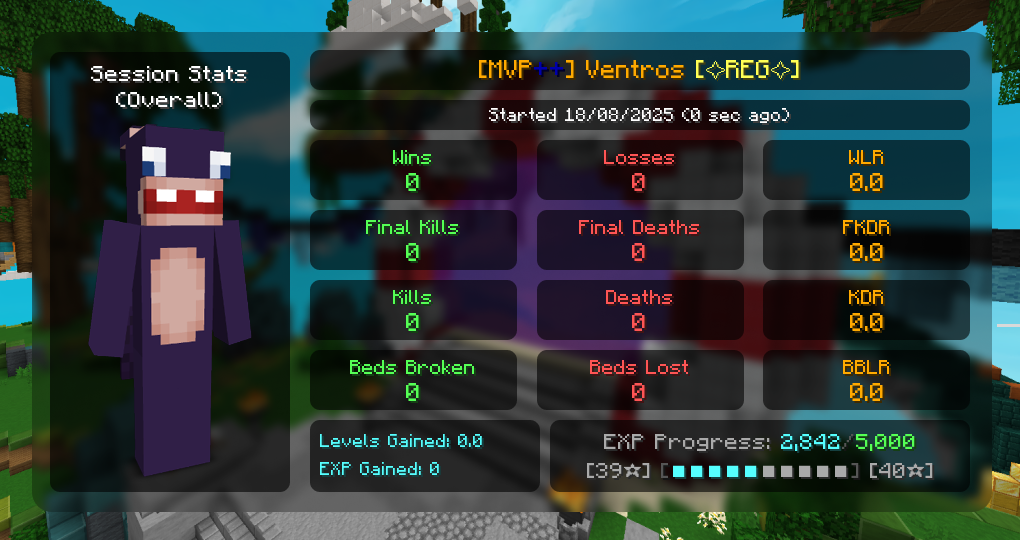 Session Stats
(Overall)
[MVP++] Ventros [✧REG✧]
Started 18/08/2025 (0 sec ago)
Wins
0
Losses
0
WLR
0.0
Final Kills
0
Final Deaths
0
FKDR
0.0
Kills
0
Deaths
0
KDR
0.0
Beds Broken
0
Beds Lost
0
BBLR
0.0
Levels Gained: 0.0
EXP Gained: 0
EXP Progress: 2,842/5,000
[39☆] [■■■■■■■■■■] [40☆]